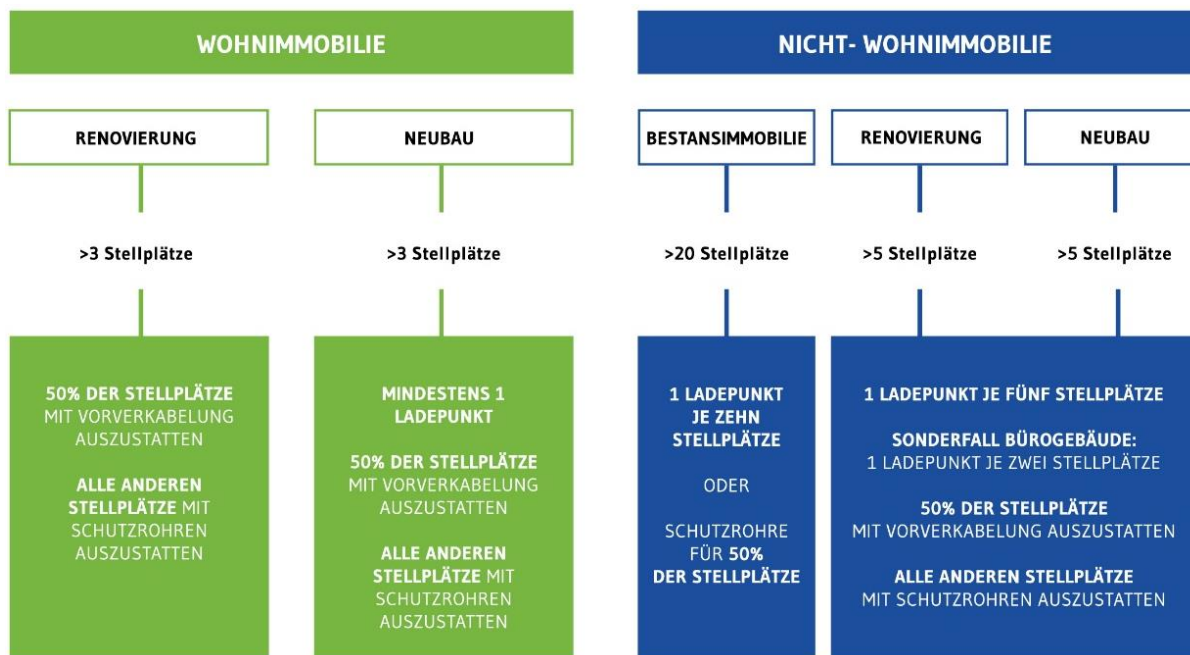 WOHNIMMOBILIE
RENOVIERUNG
>3 Stellplätze
50% DER STELLPLÄTZE
MIT VORVERKABELUNG
AUSZUSTATTEN
ALLE ANDEREN
STELLPLÄTZE MIT
SCHUTZROHREN
AUSZUSTATTEN
NEUBAU
>3 Stellplätze
MINDESTENS 1
LADEPUNKT
50% DER STELLPLÄTZE
MIT VORVERKABELUNG
AUSZUSTATTEN
ALLE ANDEREN
STELLPLÄTZE MIT
SCHUTZROHREN
AUSZUSTATTEN
NICHT- WOHNIMMOBILIE
BESTANSIMMOBILIE
>20 Stellplätze
1 LADEPUNKT
JE ZEHN
STELLPLÄTZE
ODER
SCHUTZROHRE
FÜR 50%
DER STELLPLÄTZE
RENOVIERUNG
>5 Stellplätze
NEUBAU
>5 Stellplätze
1 LADEPUNKT JE FÜNF STELLPLÄTZE
SONDERFALL BÜROGEBÄUDE:
1 LADEPUNKT JE ZWEI STELLPLÄTZE
50% DER STELLPLÄTZE
MIT VORVERKABELUNG AUSZUSTATTEN
ALLE ANDEREN STELLPLÄTZE
MIT SCHUTZROHREN AUSZUSTATTEN